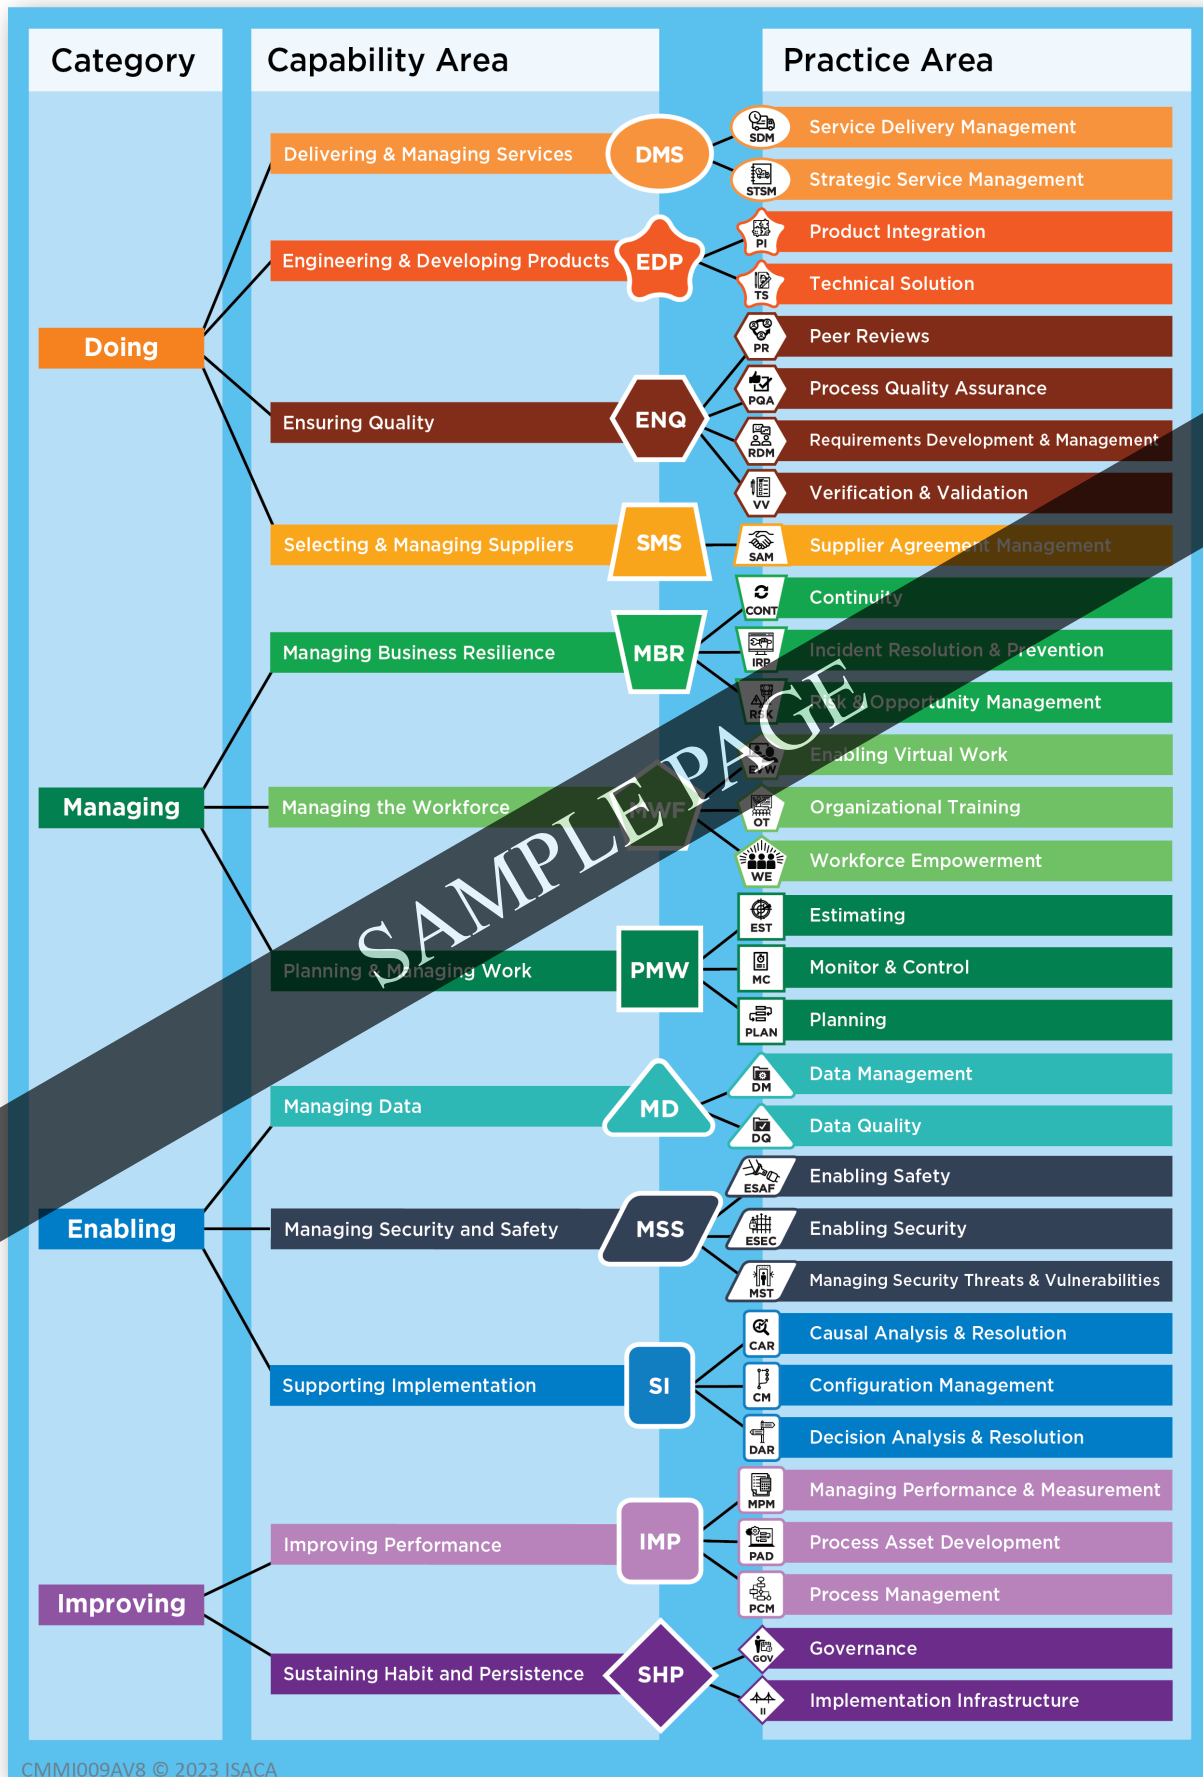 Category
Capability Area
Practice Area
Doing
Delivering & Managing Services
DMS
SDM
Service Delivery Management
STSM
Strategic Service Management
Engineering & Developing Products
EDP
PI
Product Integration
TS
Technical Solution
Ensuring Quality
ENQ
PR
Peer Reviews
PQA
Process Quality Assurance
RDM
Requirements Development & Management
VV
Verification & Validation
Selecting & Managing Suppliers
SMS
SAM
Supplier Agreement Management
Managing
Managing Business Resilience
MBR
CONT
Continuity
IRP
Incident Resolution & Prevention
RSK
Risk & Opportunity Management
Managing the Workforce
MWF
EVW
Enabling Virtual Work
OT
Organizational Training
WE
Workforce Empowerment
Planning & Managing Work
PMW
EST
Estimating
MC
Monitor & Control
PLAN
Planning
SAMPLE PAGE
Enabling
Managing Data
MD
DM
Data Management
DQ
Data Quality
Managing Security and Safety
MSS
ESAF
Enabling Safety
ESEC
Enabling Security
MST
Managing Security Threats & Vulnerabilities
Supporting Implementation
SI
CAR
Causal Analysis & Resolution
CM
Configuration Management
DAR
Decision Analysis & Resolution
Improving
Improving Performance
IMP
MPM
Managing Performance & Measurement
PAD
Process Asset Development
PCM
Process Management
Sustaining Habit and Persistence
SHP
GOV
Governance
II
Implementation Infrastructure
CMMI009AV8 © 2023 ISACA